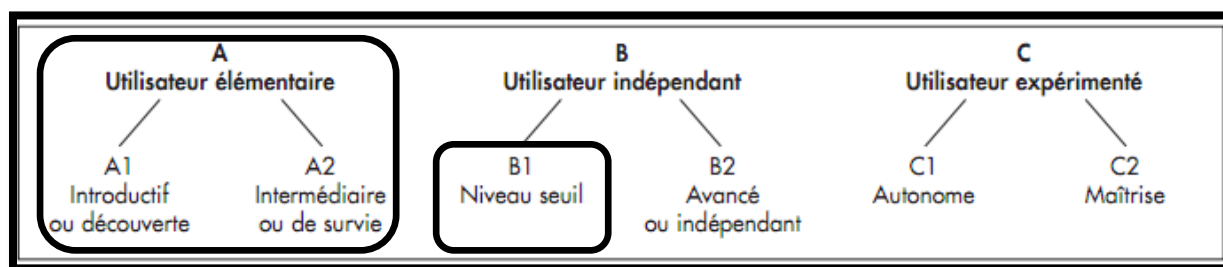 A
Utilisateur élémentaire
A1
Introductif
ou découverte
A2
Intermédiaire
ou de survie
B
Utilisateur indépendant
B1
Niveau seuil
B2
Avancé
ou indépendant
C
Utilisateur expérimenté
C1
Autonome
C2
Maîtrise